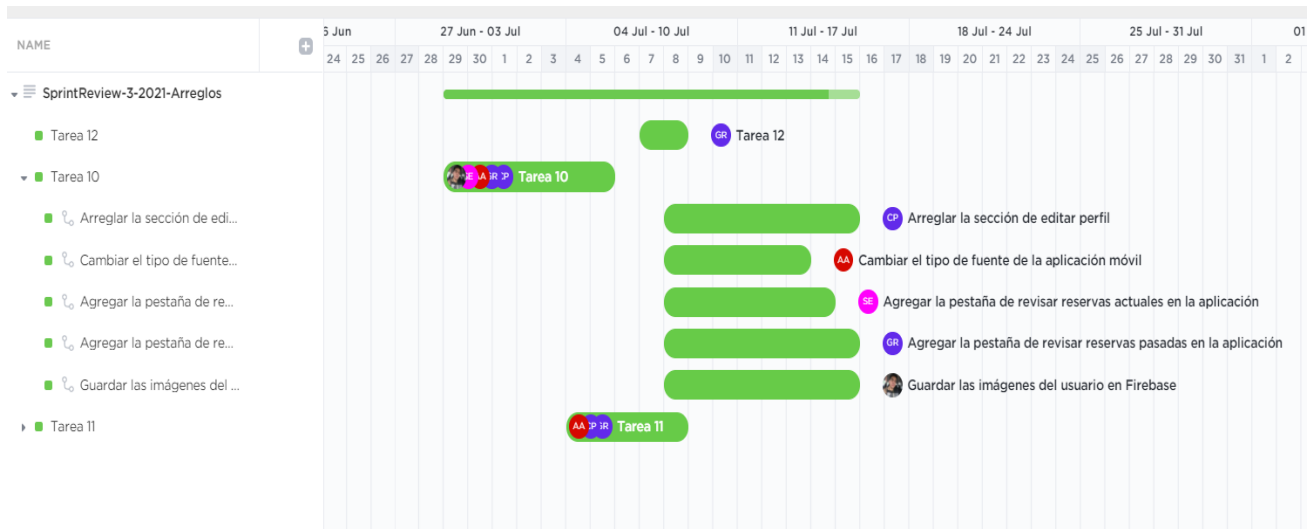 5 Jun 27 Jun - 03 Jul 04 Jul - 10 Jul 11 Jul - 17 Jul 18 Jul - 24 Jul 25 Jul - 31 Jul 01
NAME
24 25 26 27 28 29 30 1 2 3 4 5 6 7 8 9 10 11 12 13 14 15 16 17 18 19 20 21 22 23 24 25 26 27 28 29 30 31 1 2
SprintReview-3-2021-Arreglos
Tarea 12 GR Tarea 12
Tarea 10 SE AA GR CP Tarea 10
Arreglar la sección de edi... CP Arreglar la sección de editar perfil
Cambiar el tipo de fuente... AA Cambiar el tipo de fuente de la aplicación móvil
Agregar la pestaña de re... SE Agregar la pestaña de revisar reservas actuales en la aplicación
Agregar la pestaña de re... GR Agregar la pestaña de revisar reservas pasadas en la aplicación
Guardar las imágenes del ... Guardar las imágenes del usuario en Firebase
Tarea 11 AA CP GR Tarea 11